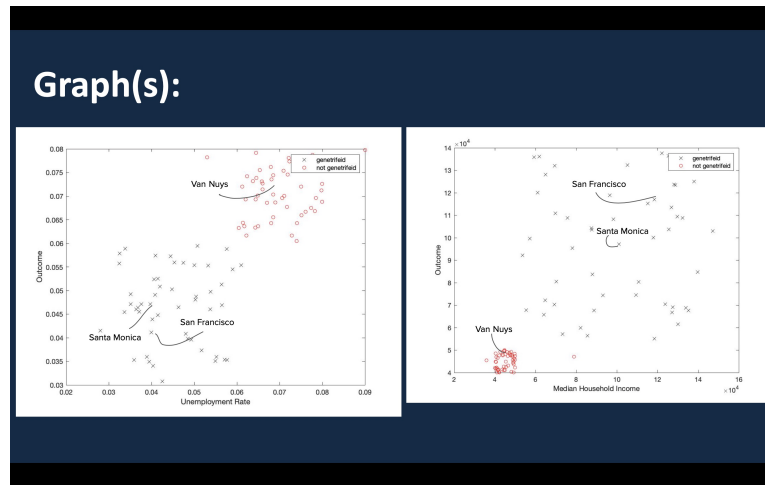 Graph(s):
0.08
0.075
0.07
0.065
0.06
0.055
0.05
0.045
0.04
0.035
0.03
Outcome
0.02
0.03
0.04
0.05
0.06
0.07
0.08
0.09
Unemployment Rate
× genetrifeid
○ not genetrifeid
Van Nuys
Santa Monica
San Francisco
14 ×10⁴
13
12
11
10
9
8
7
6
5
4
Outcome
2
4
6
8
10
12
14
16
×10⁴
Median Household Income
× genetrifeid
○ not genetrifeid
San Francisco
Santa Monica
Van Nuys